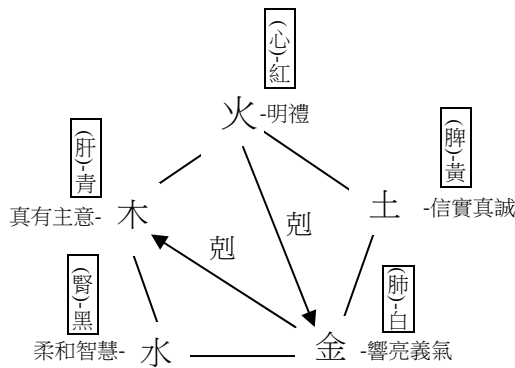 (心)-紅
火-明禮
(肝)-青
(脾)-黃
真有主意-木
土-信實真誠
剋
剋
(腎)-黑
(肺)-白
柔和智慧-水
金-響亮義氣